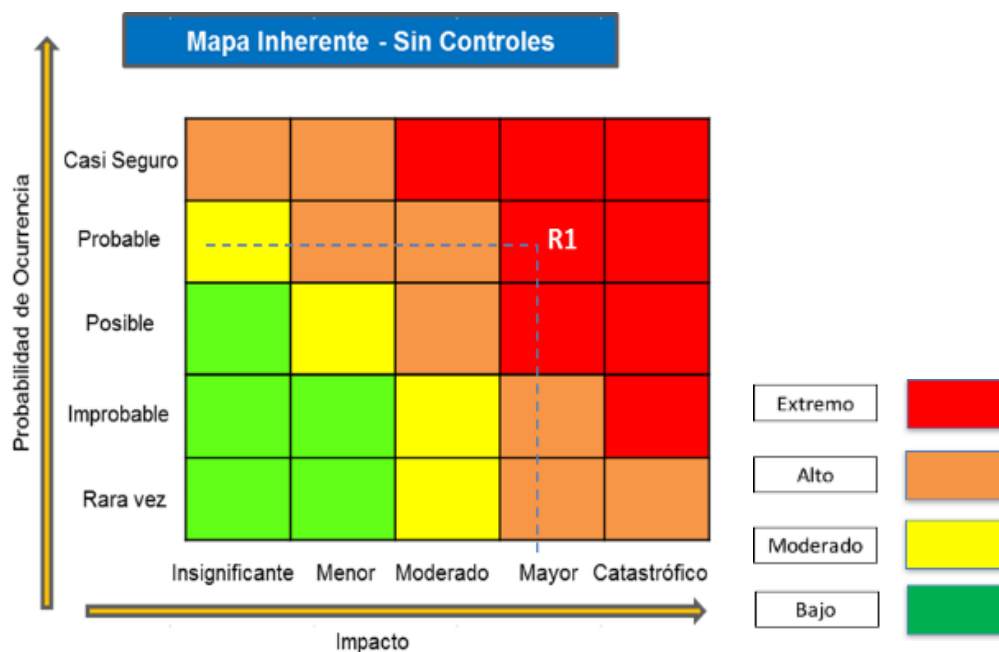 Mapa Inherente - Sin Controles
Probabilidad de Ocurrencia
Casi Seguro
Probable
R1
Posible
Improbable
Rara vez
Insignificante Menor Moderado Mayor Catastrófico
Impacto
Extremo
Alto
Moderado
Bajo